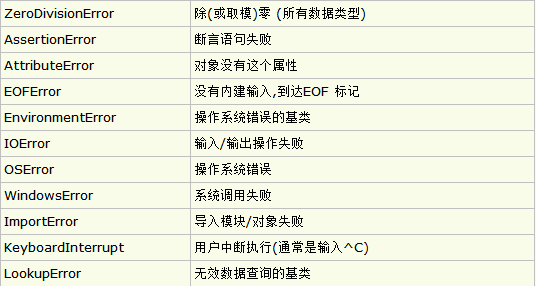 ZeroDivisionError 除(或取模)零 (所有数据类型)
AssertionError 断言语句失败
AttributeError 对象没有这个属性
EOFError 没有内建输入,到达EOF 标记
EnvironmentError 操作系统错误的基类
IOError 输入/输出操作失败
OSError 操作系统错误
WindowsError 系统调用失败
ImportError 导入模块/对象失败
KeyboardInterrupt 用户中断执行(通常是输入^C)
LookupError 无效数据查询的基类